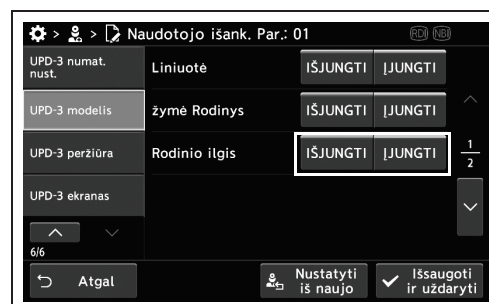 > > Naudotojo išank. Par.: 01 RDI NBI
UPD-3 numat.
nust.
Liniuotė IŠJUNGTI ĮJUNGTI
UPD-3 modelis
žymė Rodinys IŠJUNGTI ĮJUNGTI
UPD-3 peržiūra
Rodinio ilgis IŠJUNGTI ĮJUNGTI
1
2
UPD-3 ekranas
6/6
Atgal
Nustatyti
iš naujo
Išsaugoti
ir uždaryti